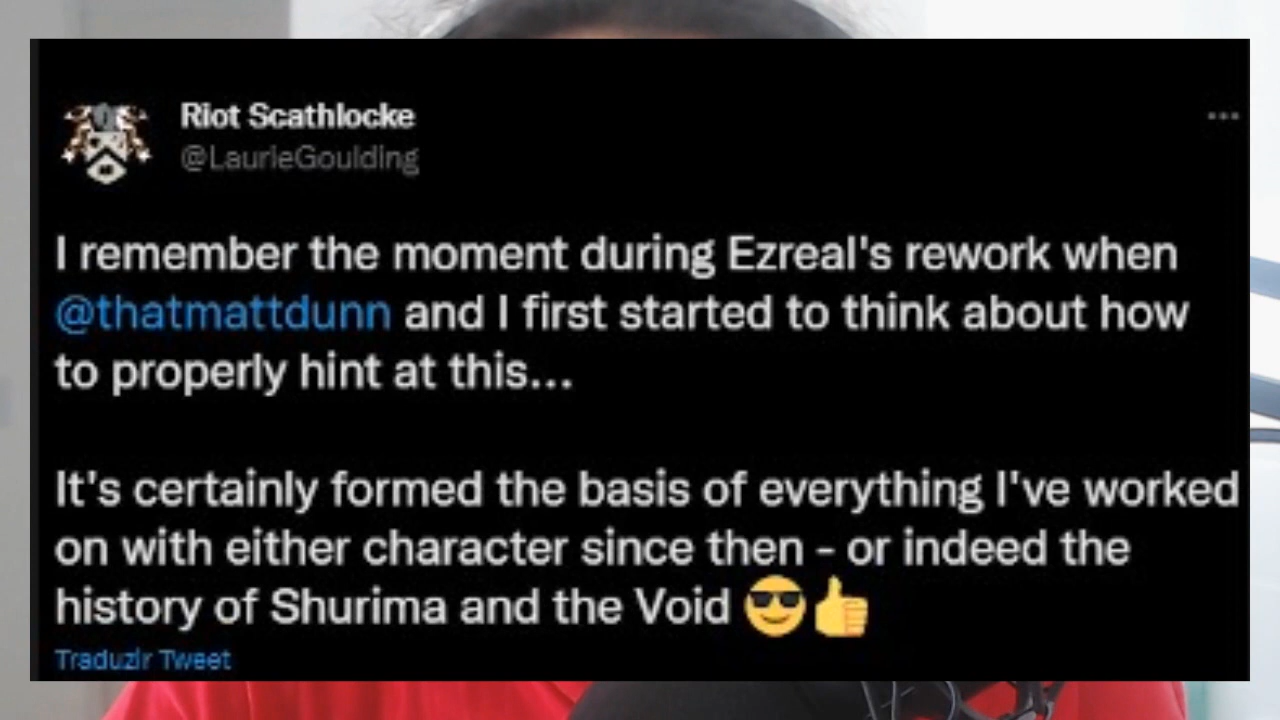 Riot Scathlocke
@LaurieGoulding
I remember the moment during Ezreal's rework when
@thatmattdunn and I first started to think about how
to properly hint at this...
It's certainly formed the basis of everything I've worked
on with either character since then - or indeed the
history of Shurima and the Void 😎👍
Traduzir Tweet